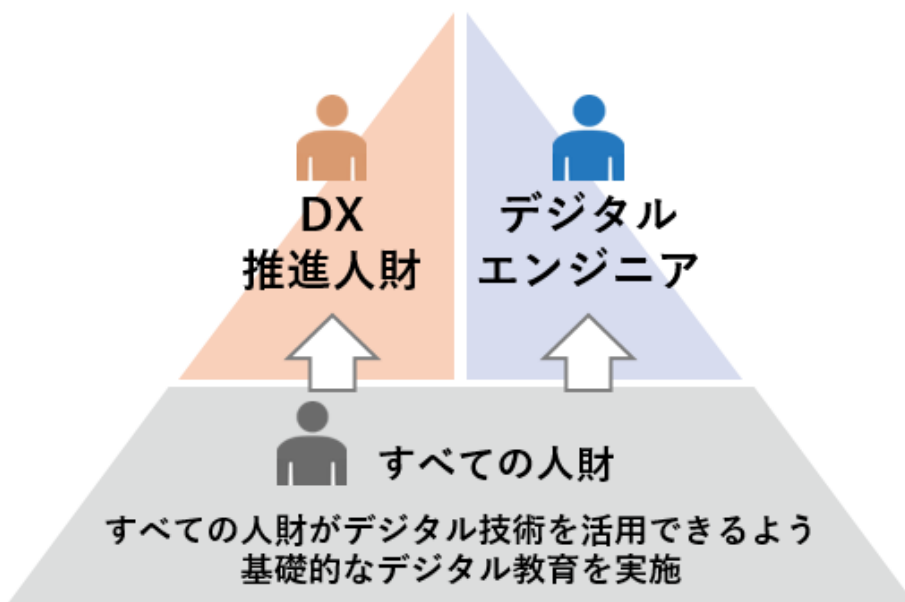 DX
推進人財
デジタル
エンジニア
すべての人財
すべての人財がデジタル技術を活用できるよう
基礎的なデジタル教育を実施